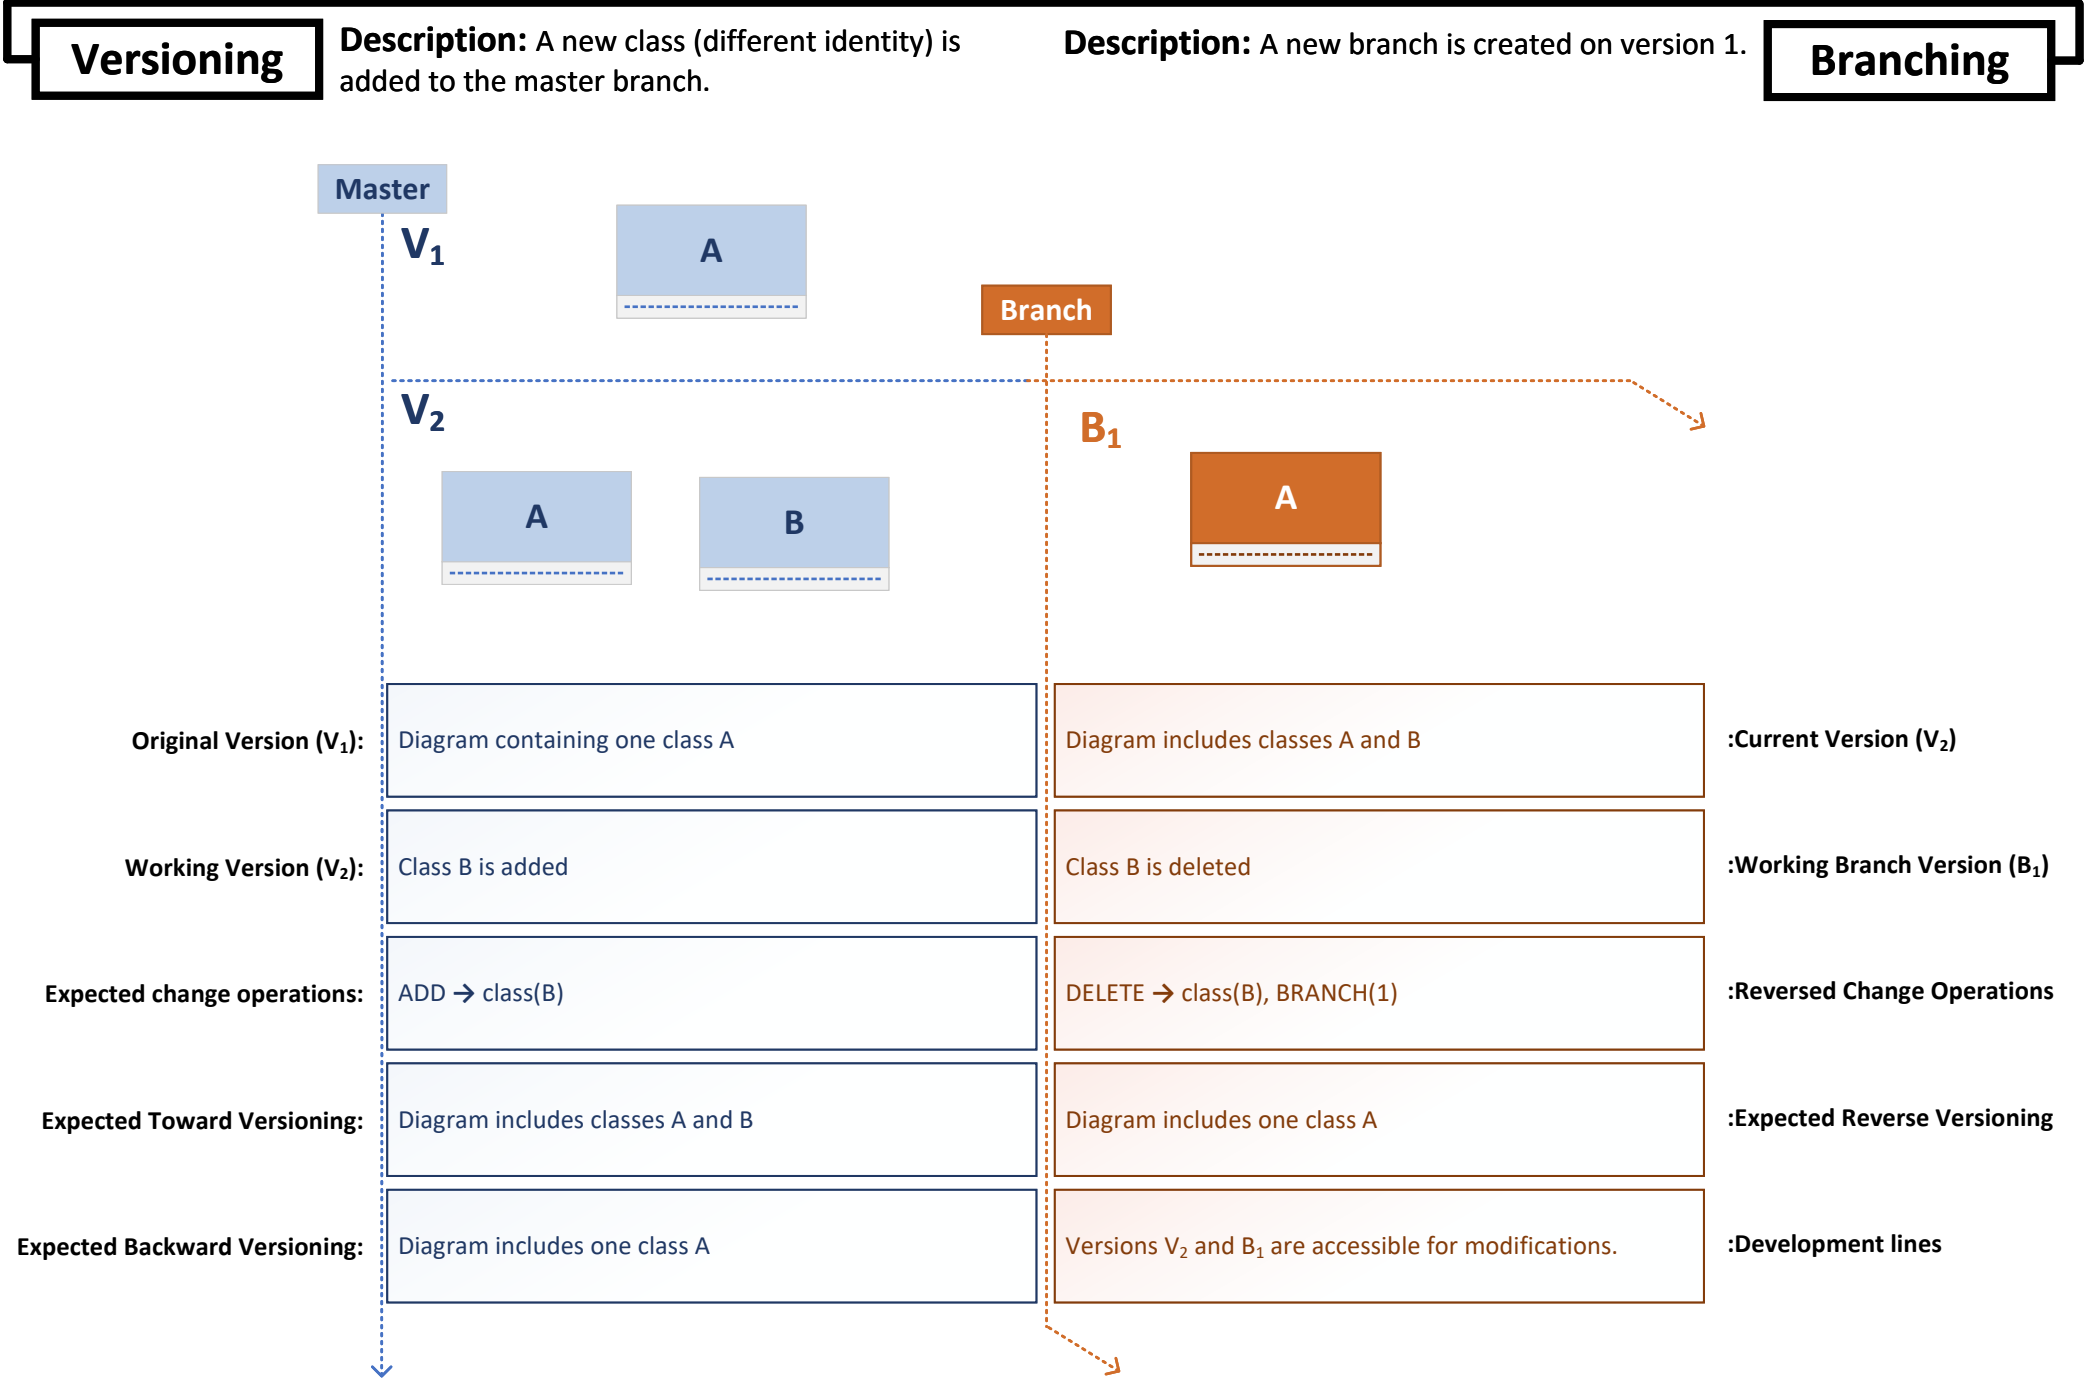 Versioning
Description: A new class (different identity) is
added to the master branch.
Description: A new branch is created on version 1.
Branching
Master
V₁
A
Branch
V₂
B₁
A
B
A
Original Version (V₁):
Diagram containing one class A
Diagram includes classes A and B
:Current Version (V₂)
Working Version (V₂):
Class B is added
Class B is deleted
:Working Branch Version (B₁)
Expected change operations:
ADD → class(B)
DELETE → class(B), BRANCH(1)
:Reversed Change Operations
Expected Toward Versioning:
Diagram includes classes A and B
Diagram includes one class A
:Expected Reverse Versioning
Expected Backward Versioning:
Diagram includes one class A
Versions V₂ and B₁ are accessible for modifications.
:Development lines